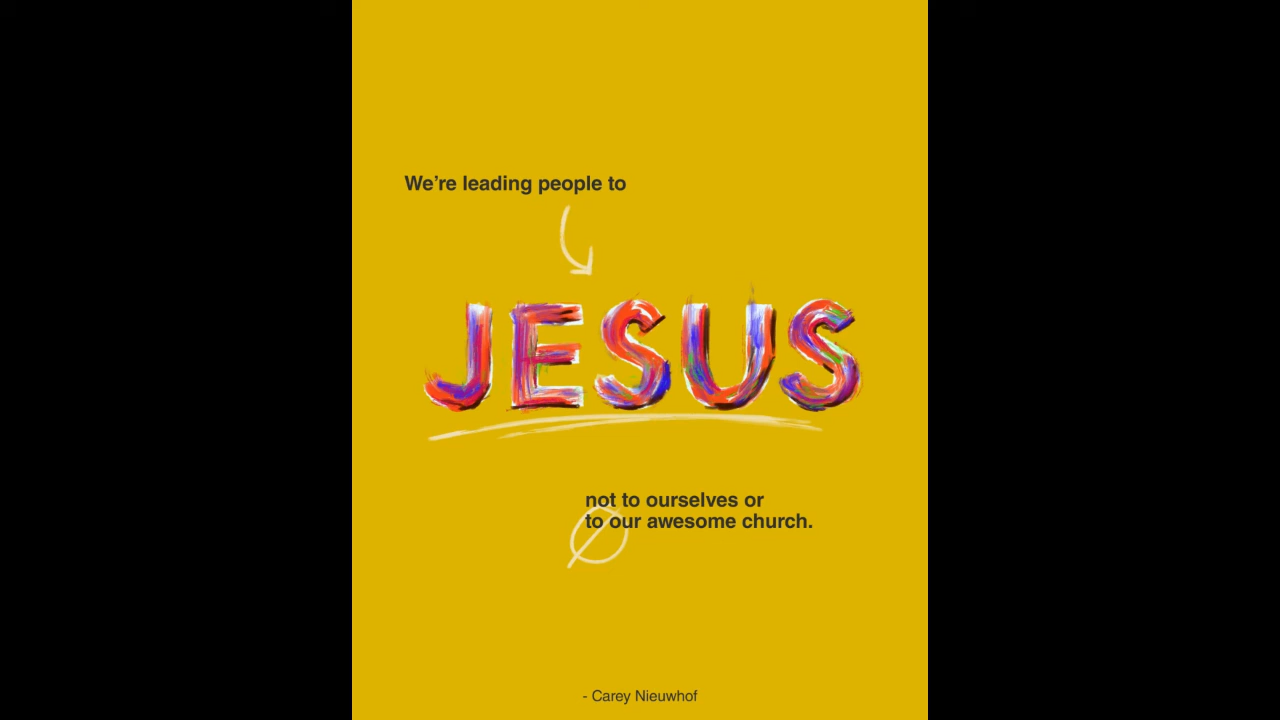 We’re leading people to
JESUS
not to ourselves or
to our awesome church.
- Carey Nieuwhof